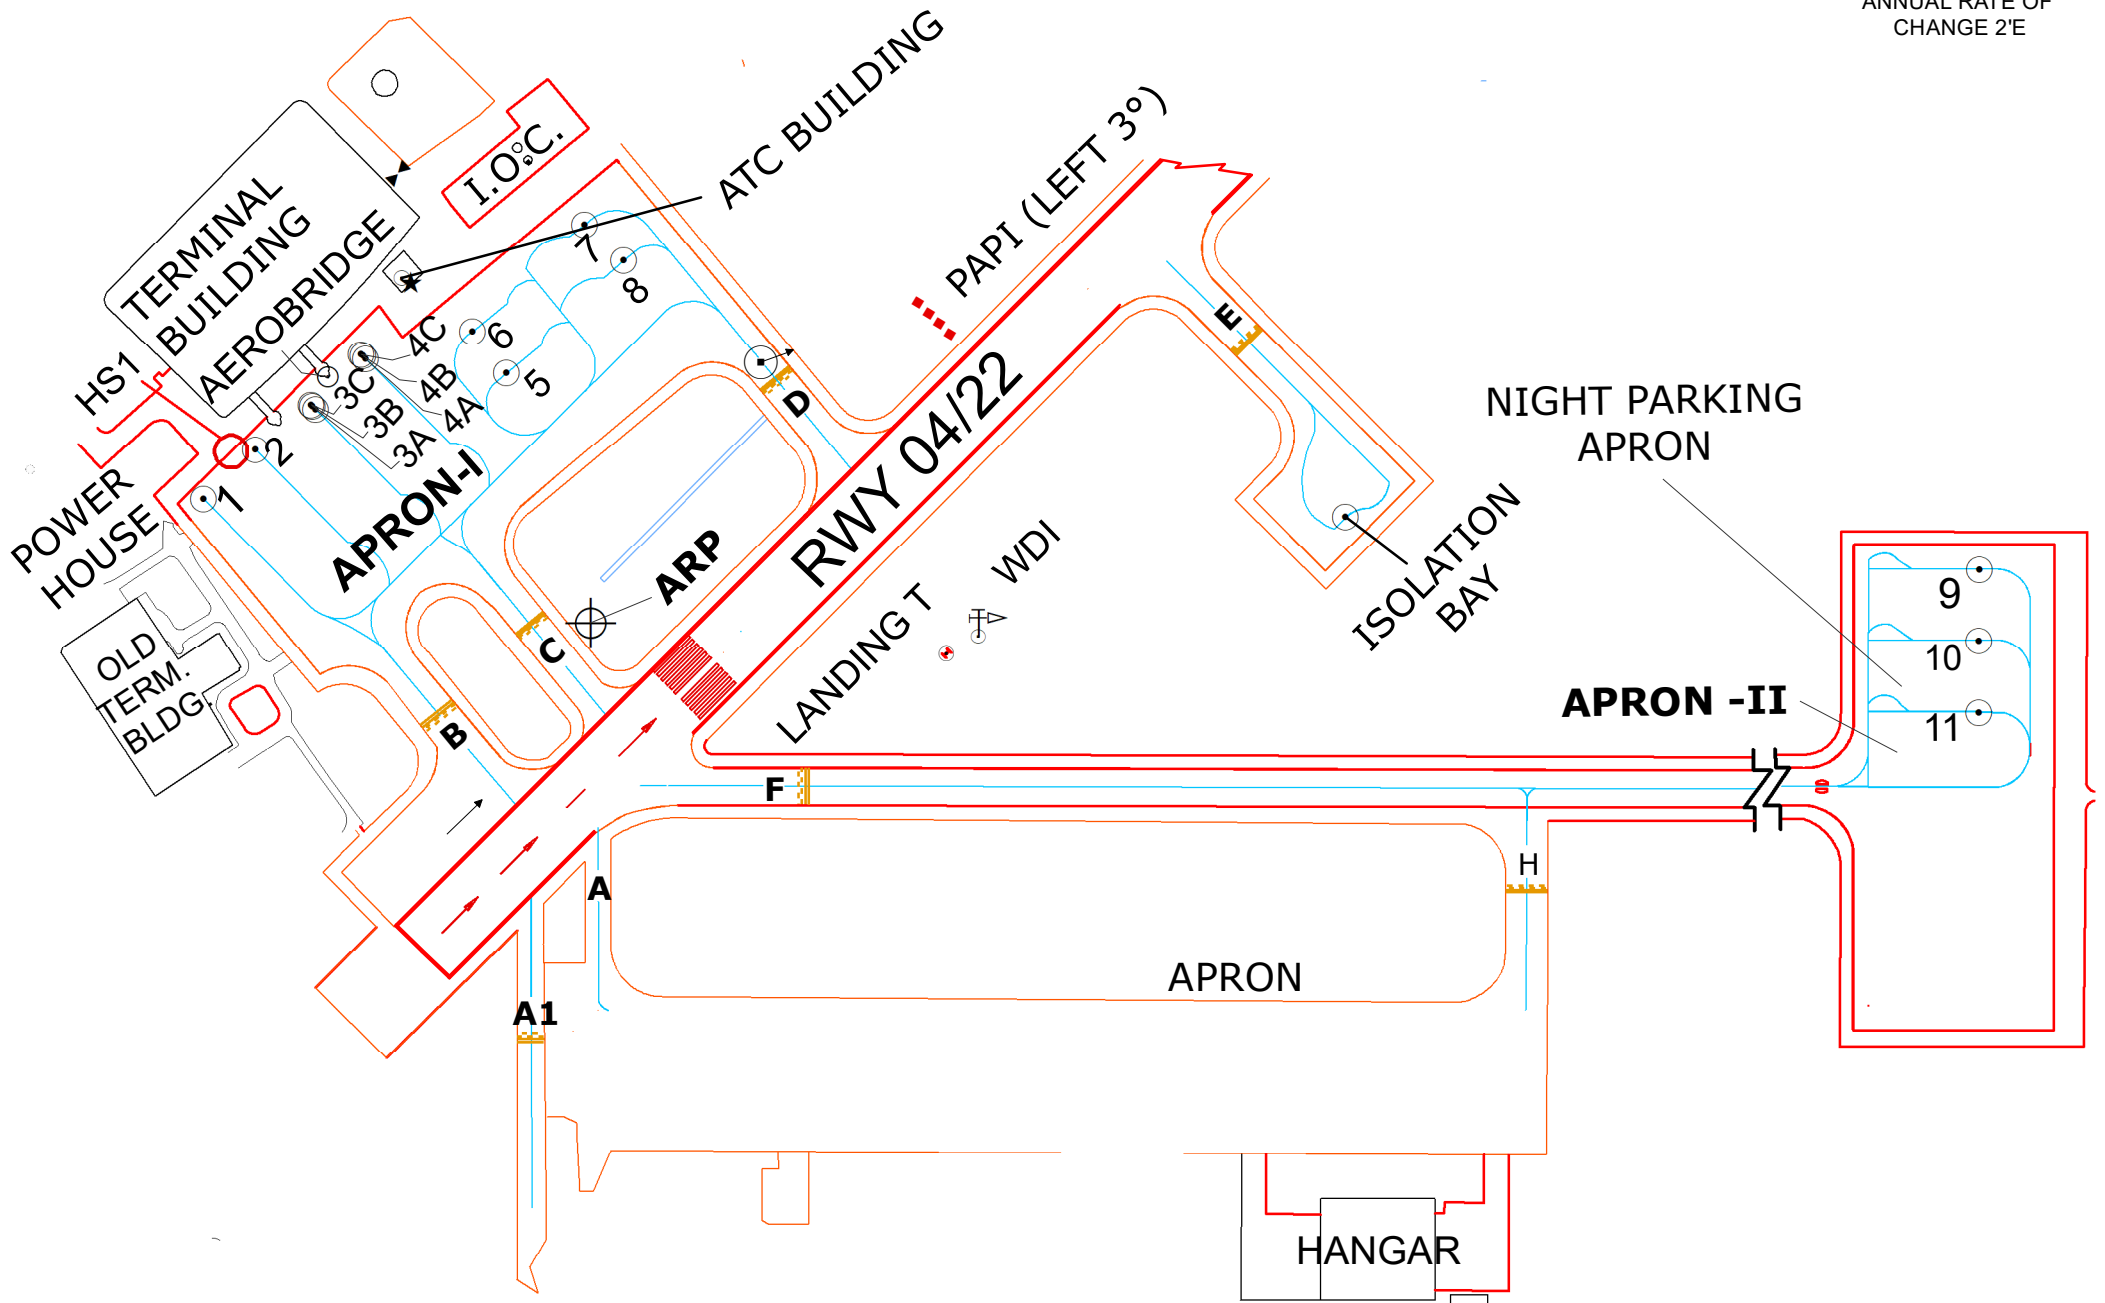 ANNUAL RATE OF
CHANGE 2'E
ATC BUILDING
I.O.C.
TERMINAL
BUILDING
AEROBRIDGE
HS1
POWER
HOUSE
OLD
TERM.
BLDG.
1
2
3C
3B
3A
4C
4B
4A
5
6
7
8
APRON-I
PAPI (LEFT 3°)
RWY 04/22
ARP
WDI
LANDING T
ISOLATION
BAY
NIGHT PARKING
APRON
APRON -II
9
10
11
B
C
D
E
F
H
A
A1
APRON
HANGAR